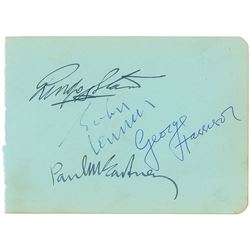 Ringo Starr
John
Lennon
George
Harrison
Paul McCartney